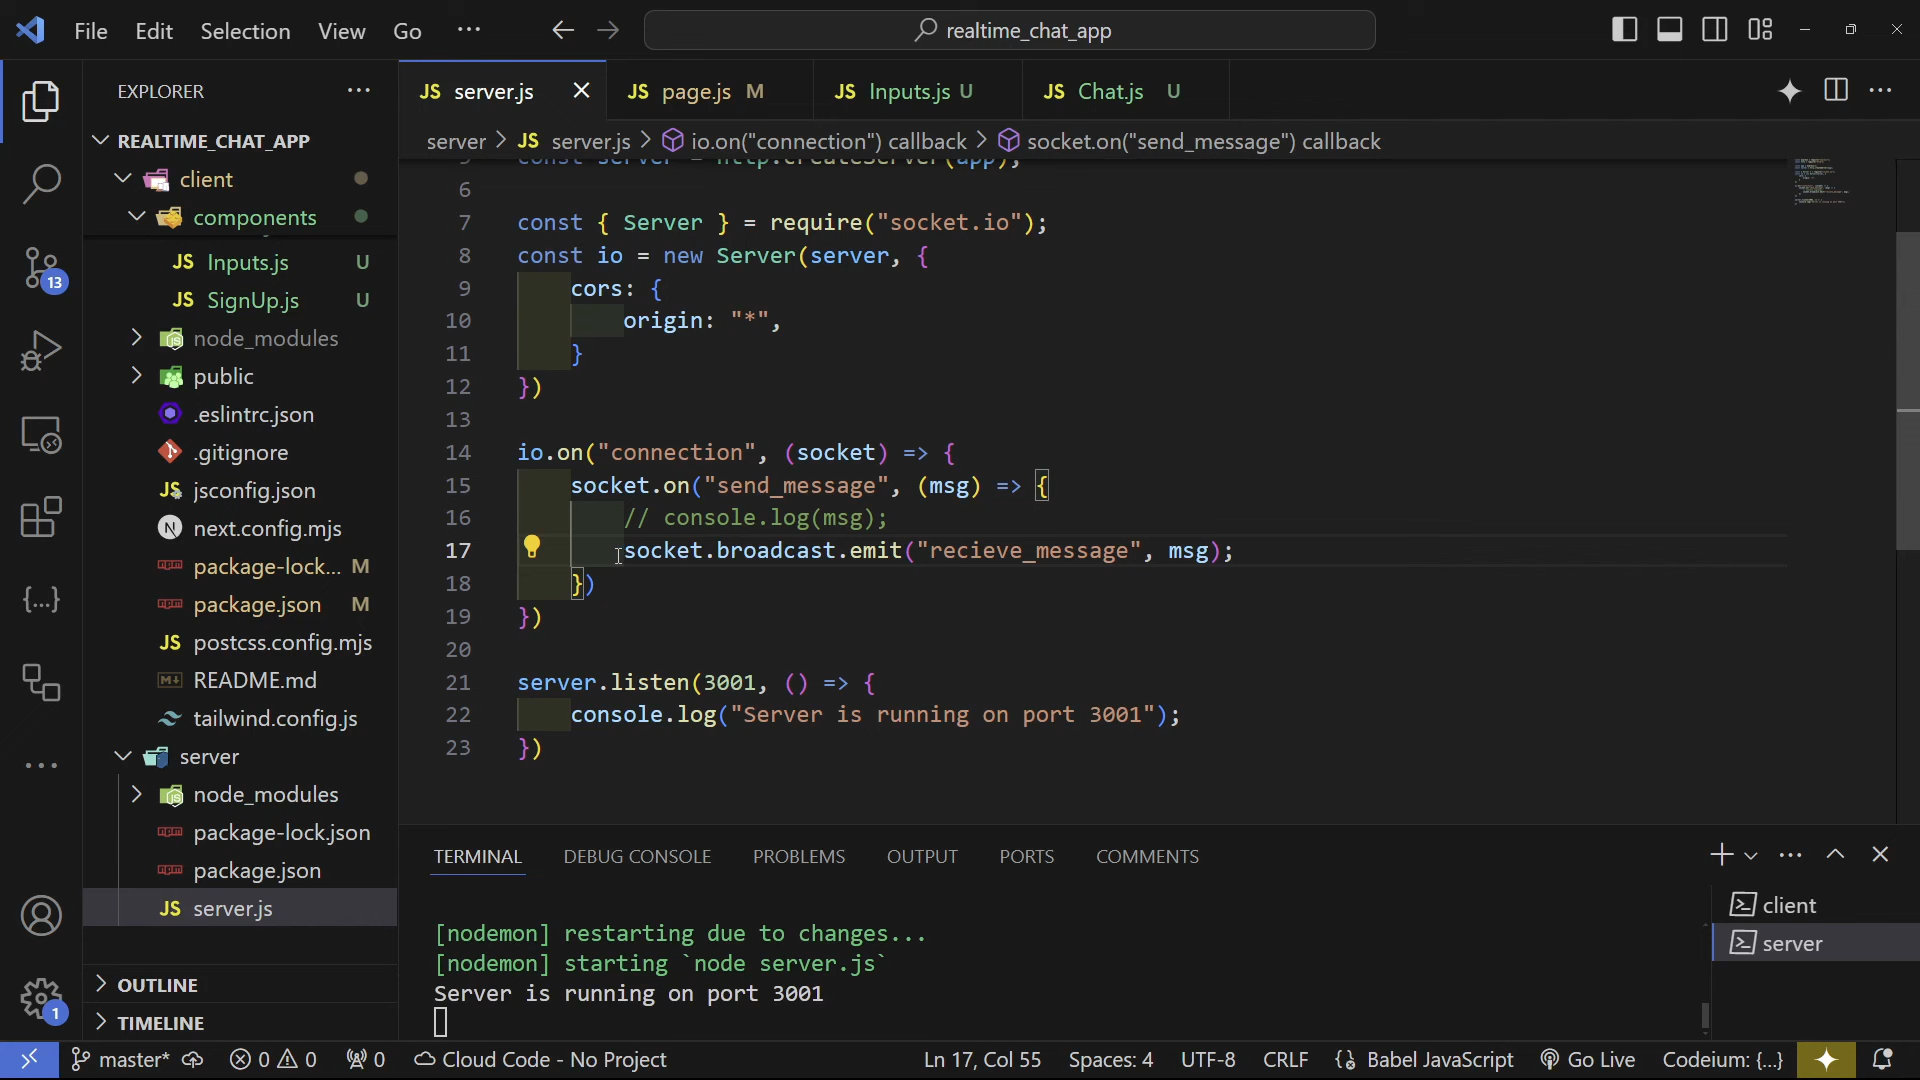 File Edit Selection View Go ···
realtime_chat_app
EXPLORER ···
REALTIME_CHAT_APP
client
components
Inputs.js U
SignUp.js U
node_modules
public
.eslintrc.json
.gitignore
jsconfig.json
next.config.mjs
package-lock... M
package.json M
postcss.config.mjs
README.md
tailwind.config.js
server
node_modules
package-lock.json
package.json
JS server.js
OUTLINE
TIMELINE
13
1
JS server.js JS page.js M JS Inputs.js U JS Chat.js U
server > JS server.js > io.on("connection") callback > socket.on("send_message") callback
const server = http.createServer(app);
6
7 const { Server } = require("socket.io");
8 const io = new Server(server, {
9 cors: {
10 origin: "*",
11 }
12 })
13
14 io.on("connection", (socket) => {
15 socket.on("send_message", (msg) => {
16 // console.log(msg);
17 socket.broadcast.emit("recieve_message", msg);
18 })
19 })
20
21 server.listen(3001, () => {
22 console.log("Server is running on port 3001");
23 })
TERMINAL DEBUG CONSOLE PROBLEMS OUTPUT PORTS COMMENTS
[nodemon] restarting due to changes...
[nodemon] starting `node server.js`
Server is running on port 3001
client
server
master* 0 0 0 Cloud Code - No Project Ln 17, Col 55 Spaces: 4 UTF-8 CRLF Babel JavaScript Go Live Codeium: {...}